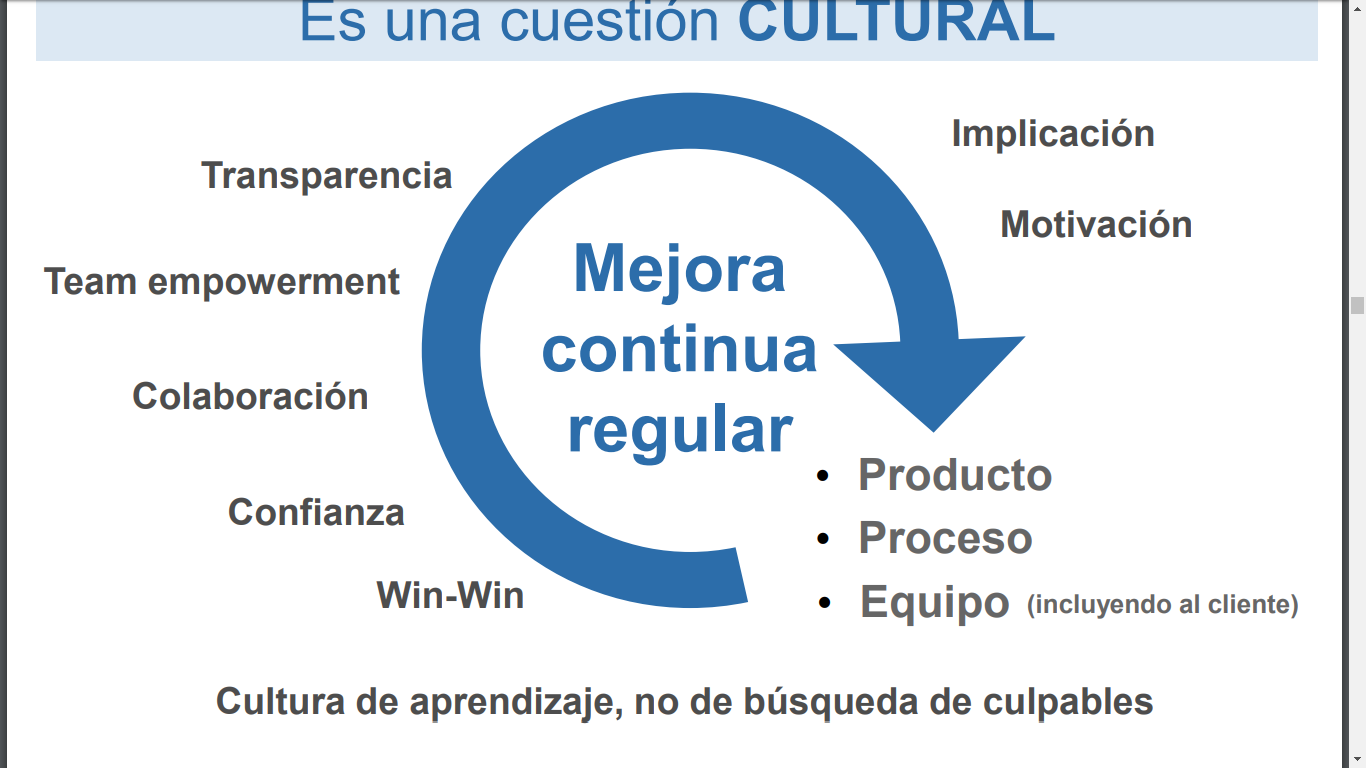 Es una cuestión CULTURAL
Implicación
Transparencia
Motivación
Mejora
Team empowerment
continua
Colaboración
regular
• Producto
Confianza
• Proceso
Win-Win
• Equipo (incluyendo al cliente)
Cultura de aprendizaje, no de búsqueda de culpables